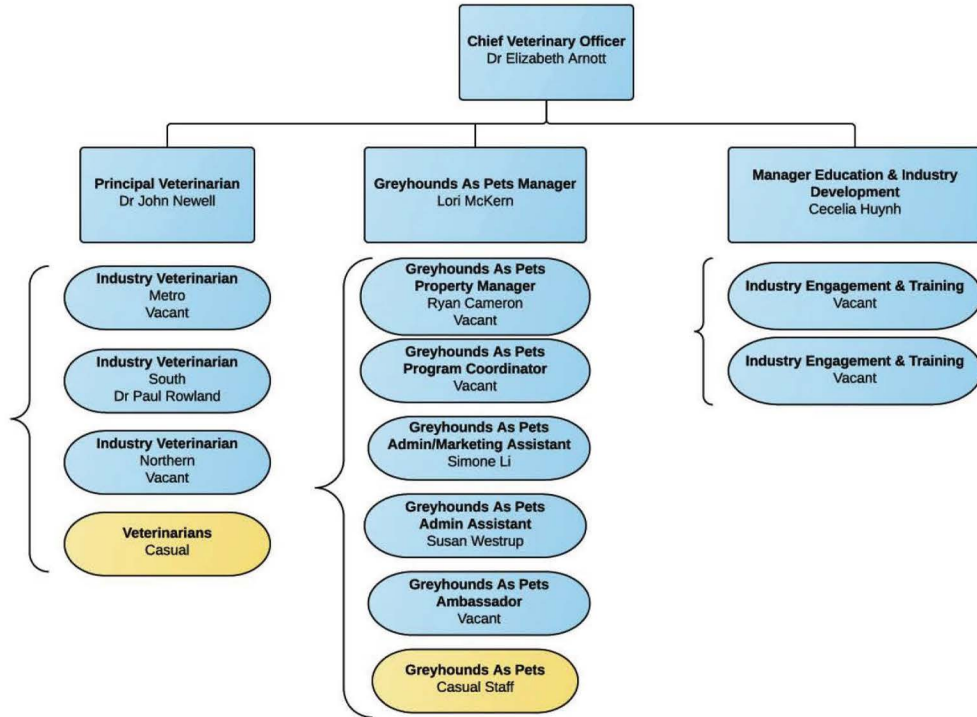 Chief Veterinary Officer
Dr Elizabeth Arnott
Principal Veterinarian
Dr John Newell
Greyhounds As Pets Manager
Lori McKern
Manager Education & Industry
Development
Cecelia Huynh
Industry Veterinarian
Metro
Vacant
Industry Veterinarian
South
Dr Paul Rowland
Industry Veterinarian
Northern
Vacant
Veterinarians
Casual
Greyhounds As Pets
Property Manager
Ryan Cameron
Vacant
Greyhounds As Pets
Program Coordinator
Vacant
Greyhounds As Pets
Admin/Marketing Assistant
Simone Li
Greyhounds As Pets
Admin Assistant
Susan Westrup
Greyhounds As Pets
Ambassador
Vacant
Greyhounds As Pets
Casual Staff
Industry Engagement & Training
Vacant
Industry Engagement & Training
Vacant